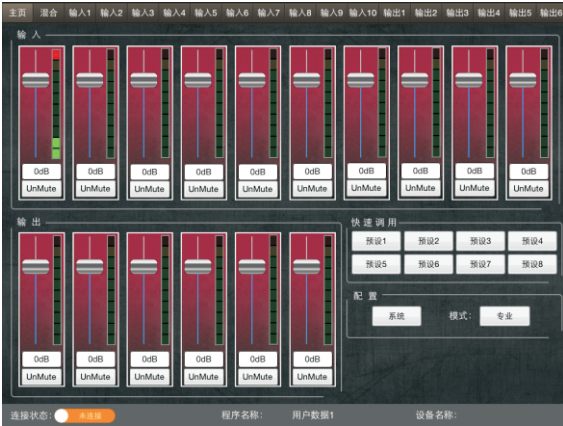 主页 混合 输入1 输入2 输入3 输入4 输入5 输入6 输入7 输入8 输入9 输入10 输出1 输出2 输出3 输出4 输出5 输出6
输 入
0dB 0dB 0dB 0dB 0dB 0dB 0dB 0dB 0dB 0dB
UnMute UnMute UnMute UnMute UnMute UnMute UnMute UnMute UnMute UnMute
输 出
0dB 0dB 0dB 0dB 0dB 0dB
UnMute UnMute UnMute UnMute UnMute UnMute
快速调用
预设1 预设2 预设3 预设4
预设5 预设6 预设7 预设8
配 置
系统 模式: 专业
连接状态: 未连接 程序名称: 用户数据1 设备名称: